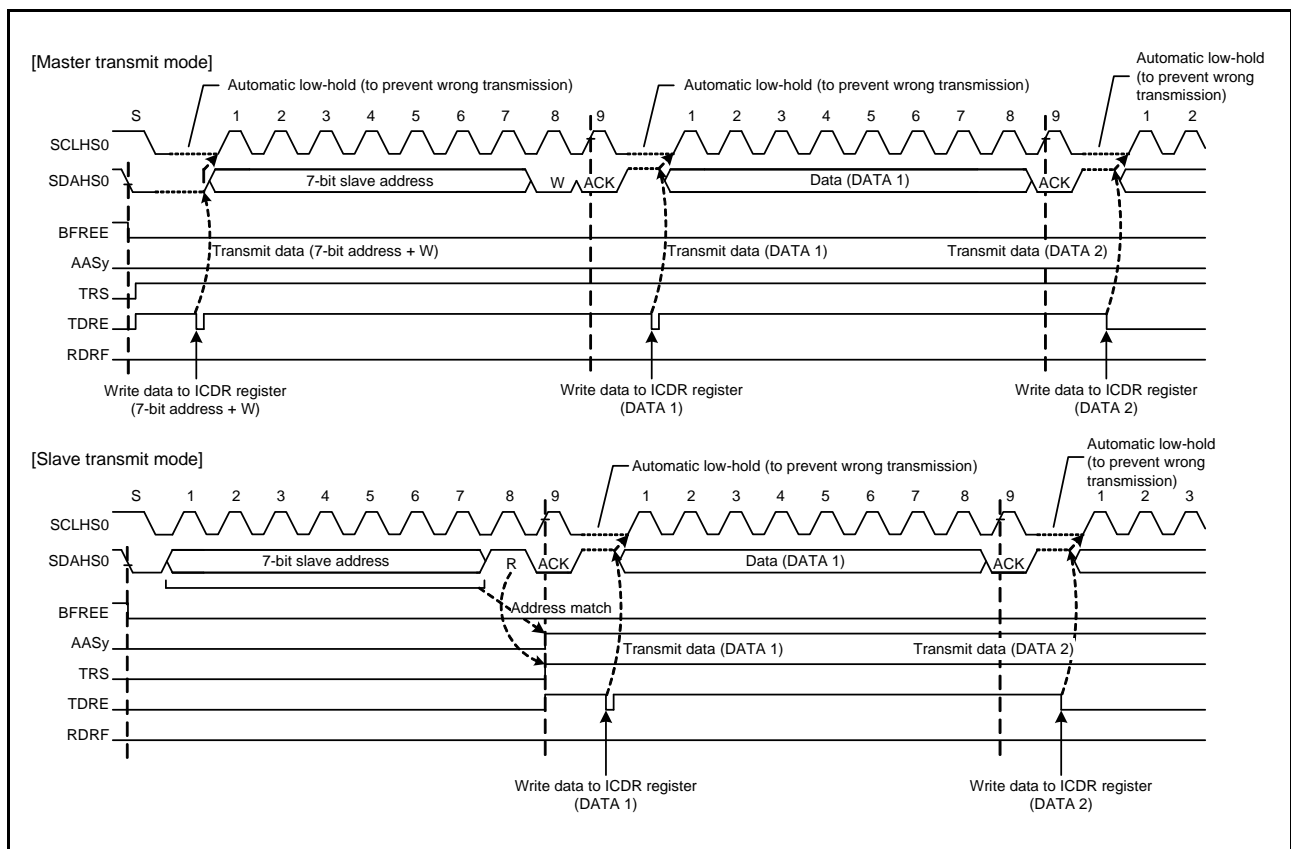 [Master transmit mode]
Automatic low-hold (to prevent wrong transmission)
Automatic low-hold (to prevent wrong transmission)
Automatic low-hold
(to prevent wrong
transmission)
S 1 2 3 4 5 6 7 8 9 1 2 3 4 5 6 7 8 9 1 2
SCLHS0
SDAHS0 7-bit slave address W ACK Data (DATA 1) ACK
BFREE
Transmit data (7-bit address + W) Transmit data (DATA 1) Transmit data (DATA 2)
AASy
TRS
TDRE
RDRF
Write data to ICDR register
(7-bit address + W)
Write data to ICDR register
(DATA 1)
Write data to ICDR register
(DATA 2)
[Slave transmit mode]
Automatic low-hold (to prevent wrong transmission)
Automatic low-hold
(to prevent wrong
transmission)
S 1 2 3 4 5 6 7 8 9 1 2 3 4 5 6 7 8 9 1 2 3
SCLHS0
SDAHS0 7-bit slave address R ACK Data (DATA 1) ACK
BFREE Address match
AASy
Transmit data (DATA 1) Transmit data (DATA 2)
TRS
TDRE
RDRF
Write data to ICDR register
(DATA 1)
Write data to ICDR register
(DATA 2)